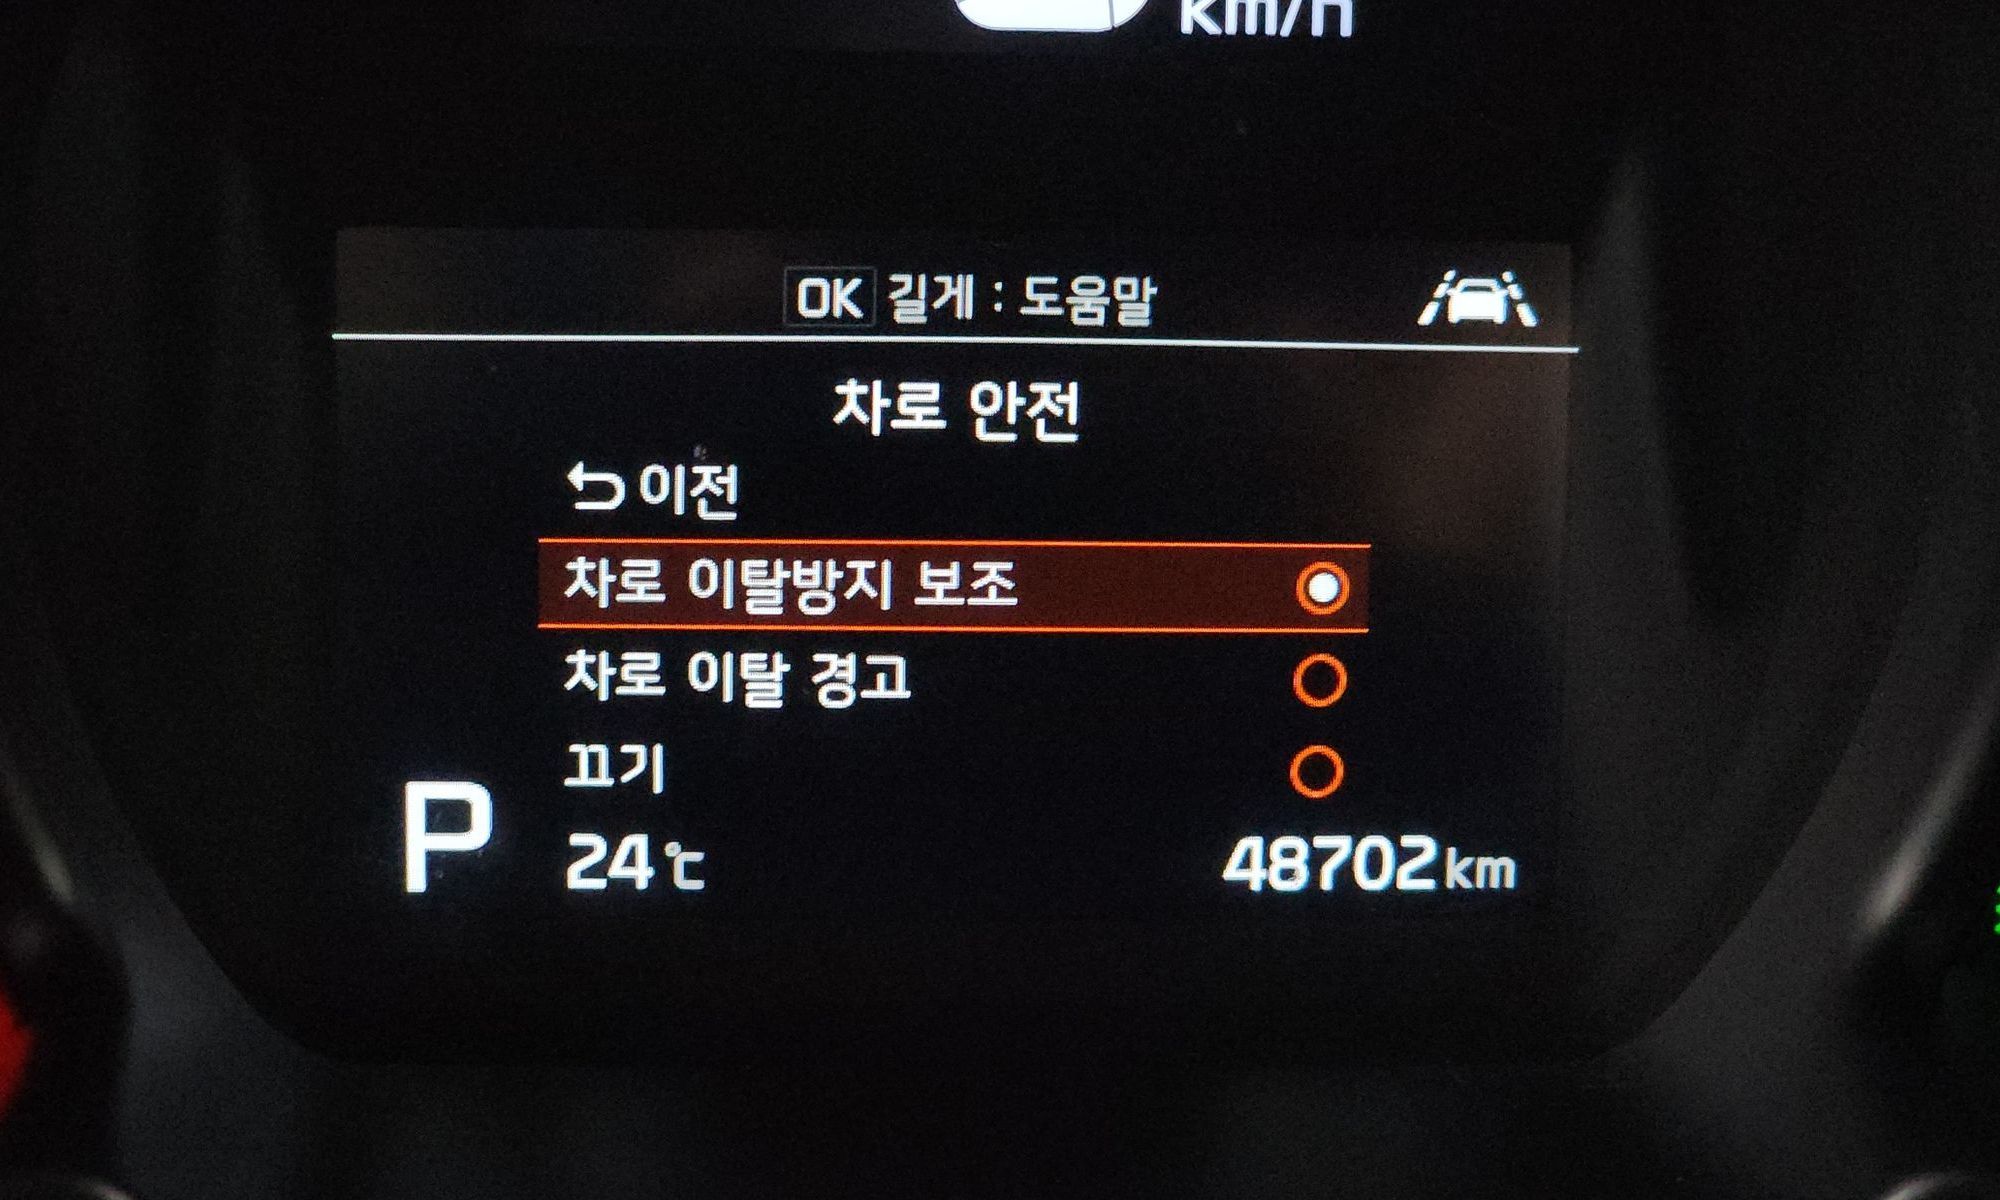 km/h
OK 길게 : 도움말
차로 안전
이전
차로 이탈방지 보조
차로 이탈 경고
끄기
P
24℃ 48702km